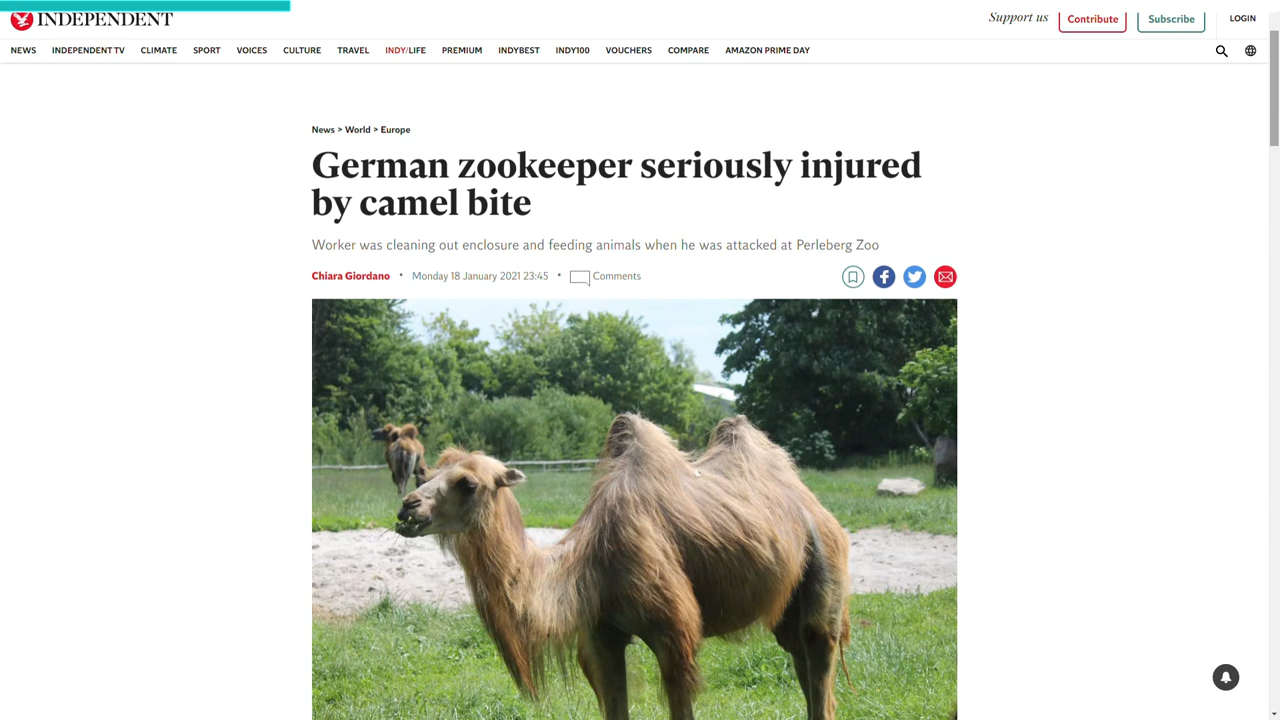 INDEPENDENT
Support us
Contribute
Subscribe
LOGIN
NEWS INDEPENDENT TV CLIMATE SPORT VOICES CULTURE TRAVEL INDY/LIFE PREMIUM INDYBEST INDY100 VOUCHERS COMPARE AMAZON PRIME DAY
News > World > Europe
German zookeeper seriously injured
by camel bite
Worker was cleaning out enclosure and feeding animals when he was attacked at Perleberg Zoo
Chiara Giordano • Monday 18 January 2021 23:45 • Comments